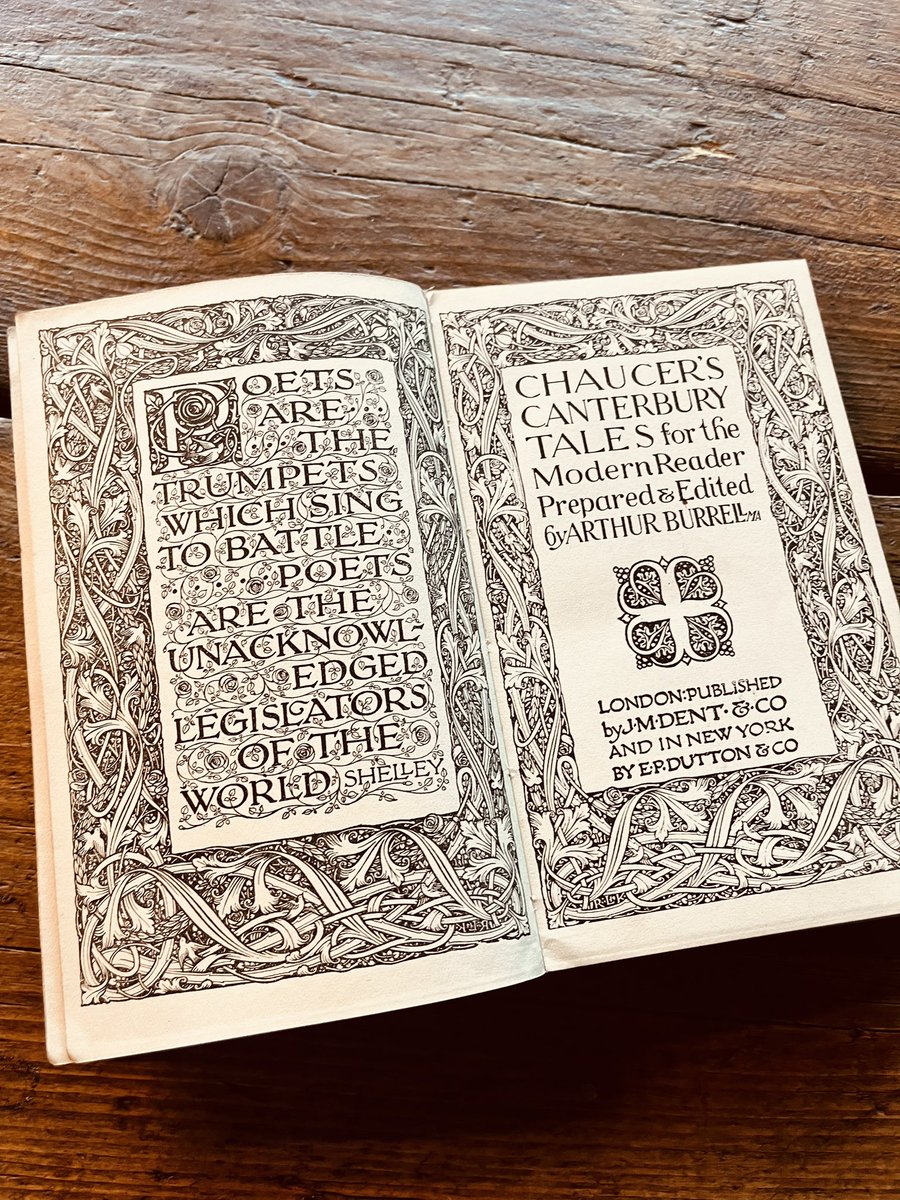 POETS
ARE
THE
TRUMPETS
WHICH SING
TO BATTLE
POETS
ARE THE
UNACKNOWL-
EDGED
LEGISLATORS
OF THE
WORLD. SHELLEY.
CHAUCER'S
CANTERBURY
TALES for the
Modern Reader
Prepared & Edited
by ARTHUR BURRELL MA
LONDON: PUBLISHED
by J. M. DENT · & · CO
AND IN NEW YORK
BY E. P. DUTTON & CO
R·L·K
R·L·K